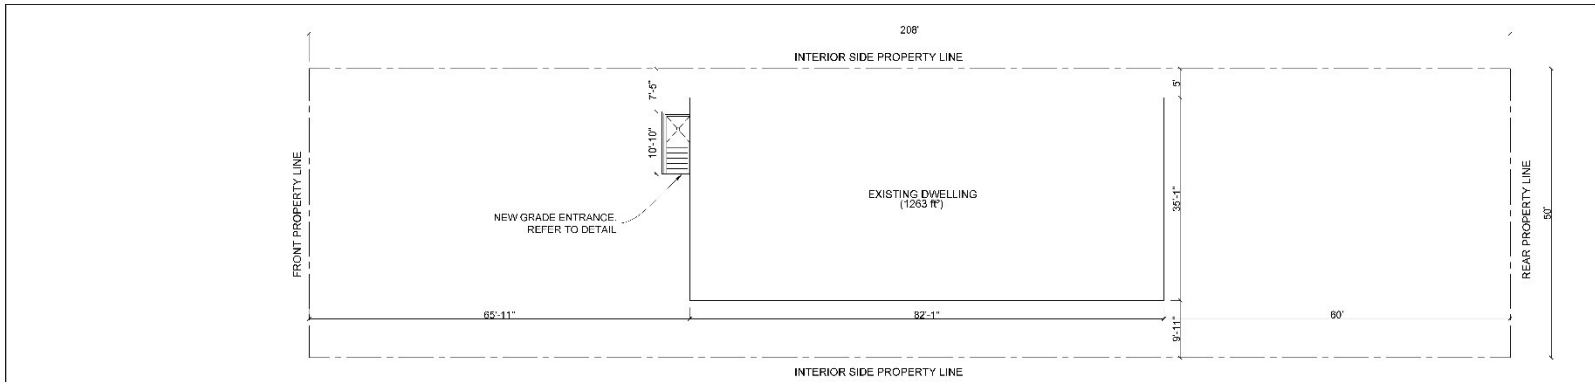 208'
INTERIOR SIDE PROPERTY LINE
7'-5"
5'
10'-10"
EXISTING DWELLING
(1263 ft²)
35'-1"
NEW GRADE ENTRANCE.
REFER TO DETAIL
FRONT PROPERTY LINE
REAR PROPERTY LINE
50'
65'-11"
82'-1"
60'
9'-11"
INTERIOR SIDE PROPERTY LINE